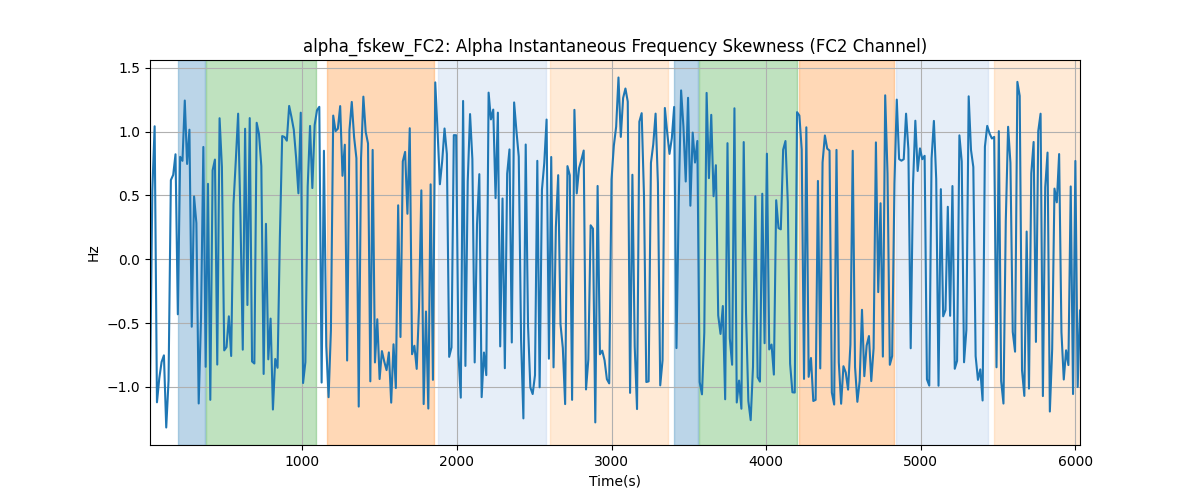 alpha_fskew_FC2: Alpha Instantaneous Frequency Skewness (FC2 Channel)
1.5
1.0
0.5
0.0
−0.5
−1.0
Hz
1000 2000 3000 4000 5000 6000
Time(s)